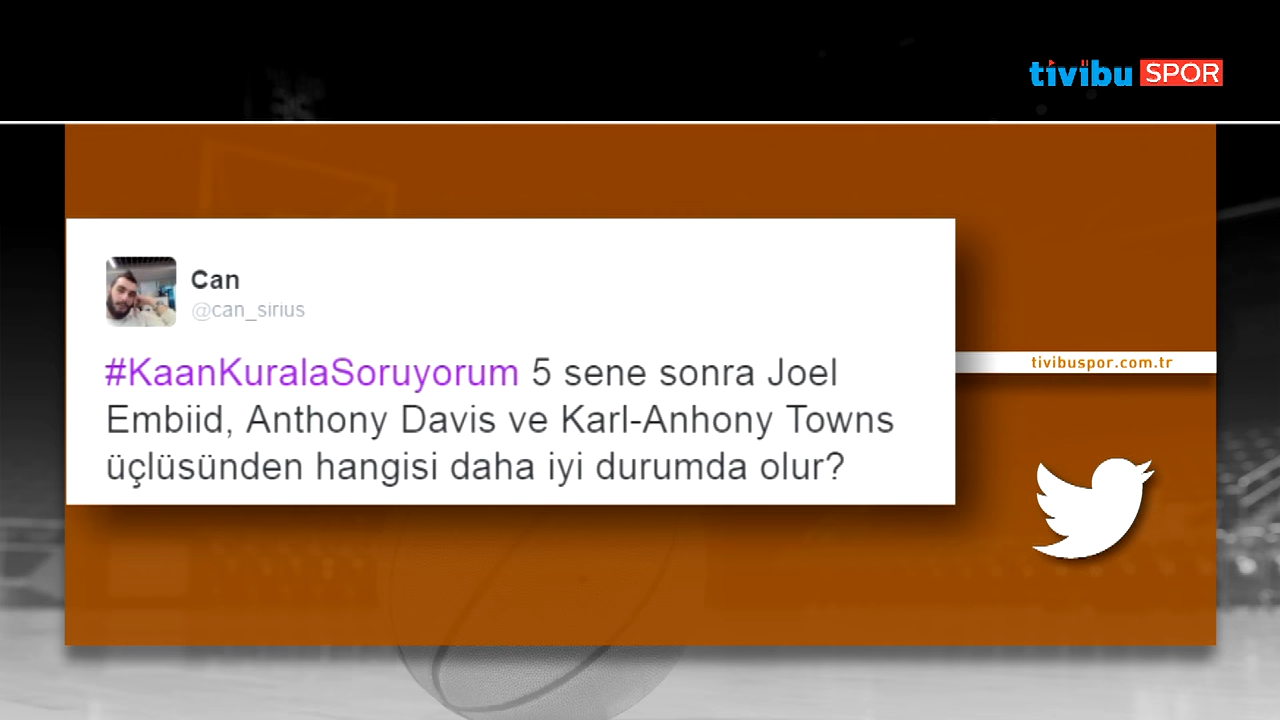 tivibu SPOR
Can
@can_sirius
#KaanKuralaSoruyorum 5 sene sonra Joel
Embiid, Anthony Davis ve Karl-Anhony Towns
üçlüsünden hangisi daha iyi durumda olur?
tivibuspor.com.tr